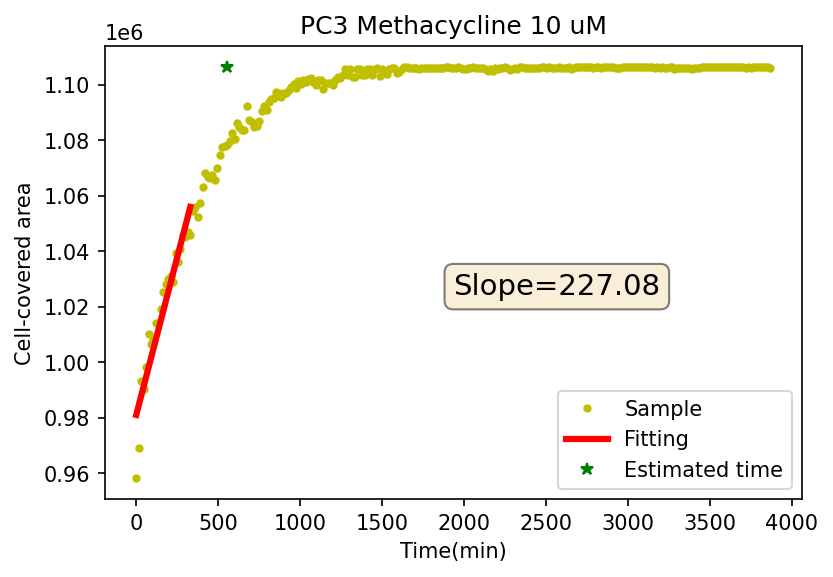 PC3 Methacycline 10 uM
1e6
1.10
1.08
1.06
1.04
1.02
1.00
0.98
0.96
Cell-covered area
Slope=227.08
Sample
Fitting
Estimated time
0 500 1000 1500 2000 2500 3000 3500 4000
Time(min)